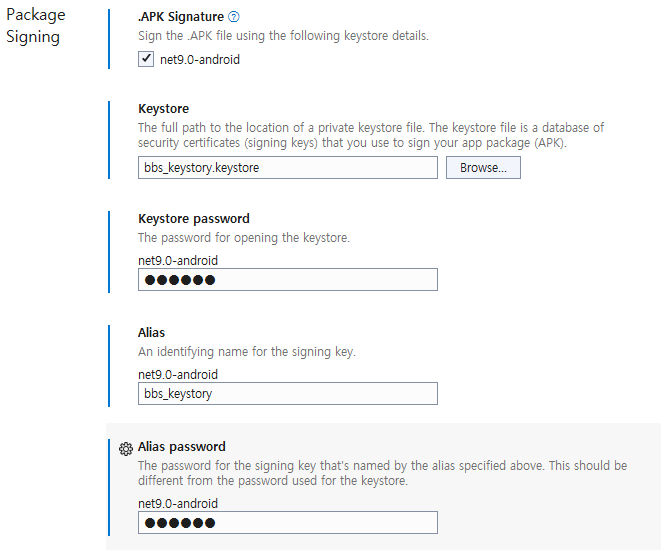 Package
Signing
.APK Signature
Sign the .APK file using the following keystore details.
net9.0-android
Keystore
The full path to the location of a private keystore file. The keystore file is a database of
security certificates (signing keys) that you use to sign your app package (APK).
bbs_keystory.keystore
Browse...
Keystore password
The password for opening the keystore.
net9.0-android
●●●●●●
Alias
An identifying name for the signing key.
net9.0-android
bbs_keystory
Alias password
The password for the signing key that's named by the alias specified above. This should be
different from the password used for the keystore.
net9.0-android
●●●●●●